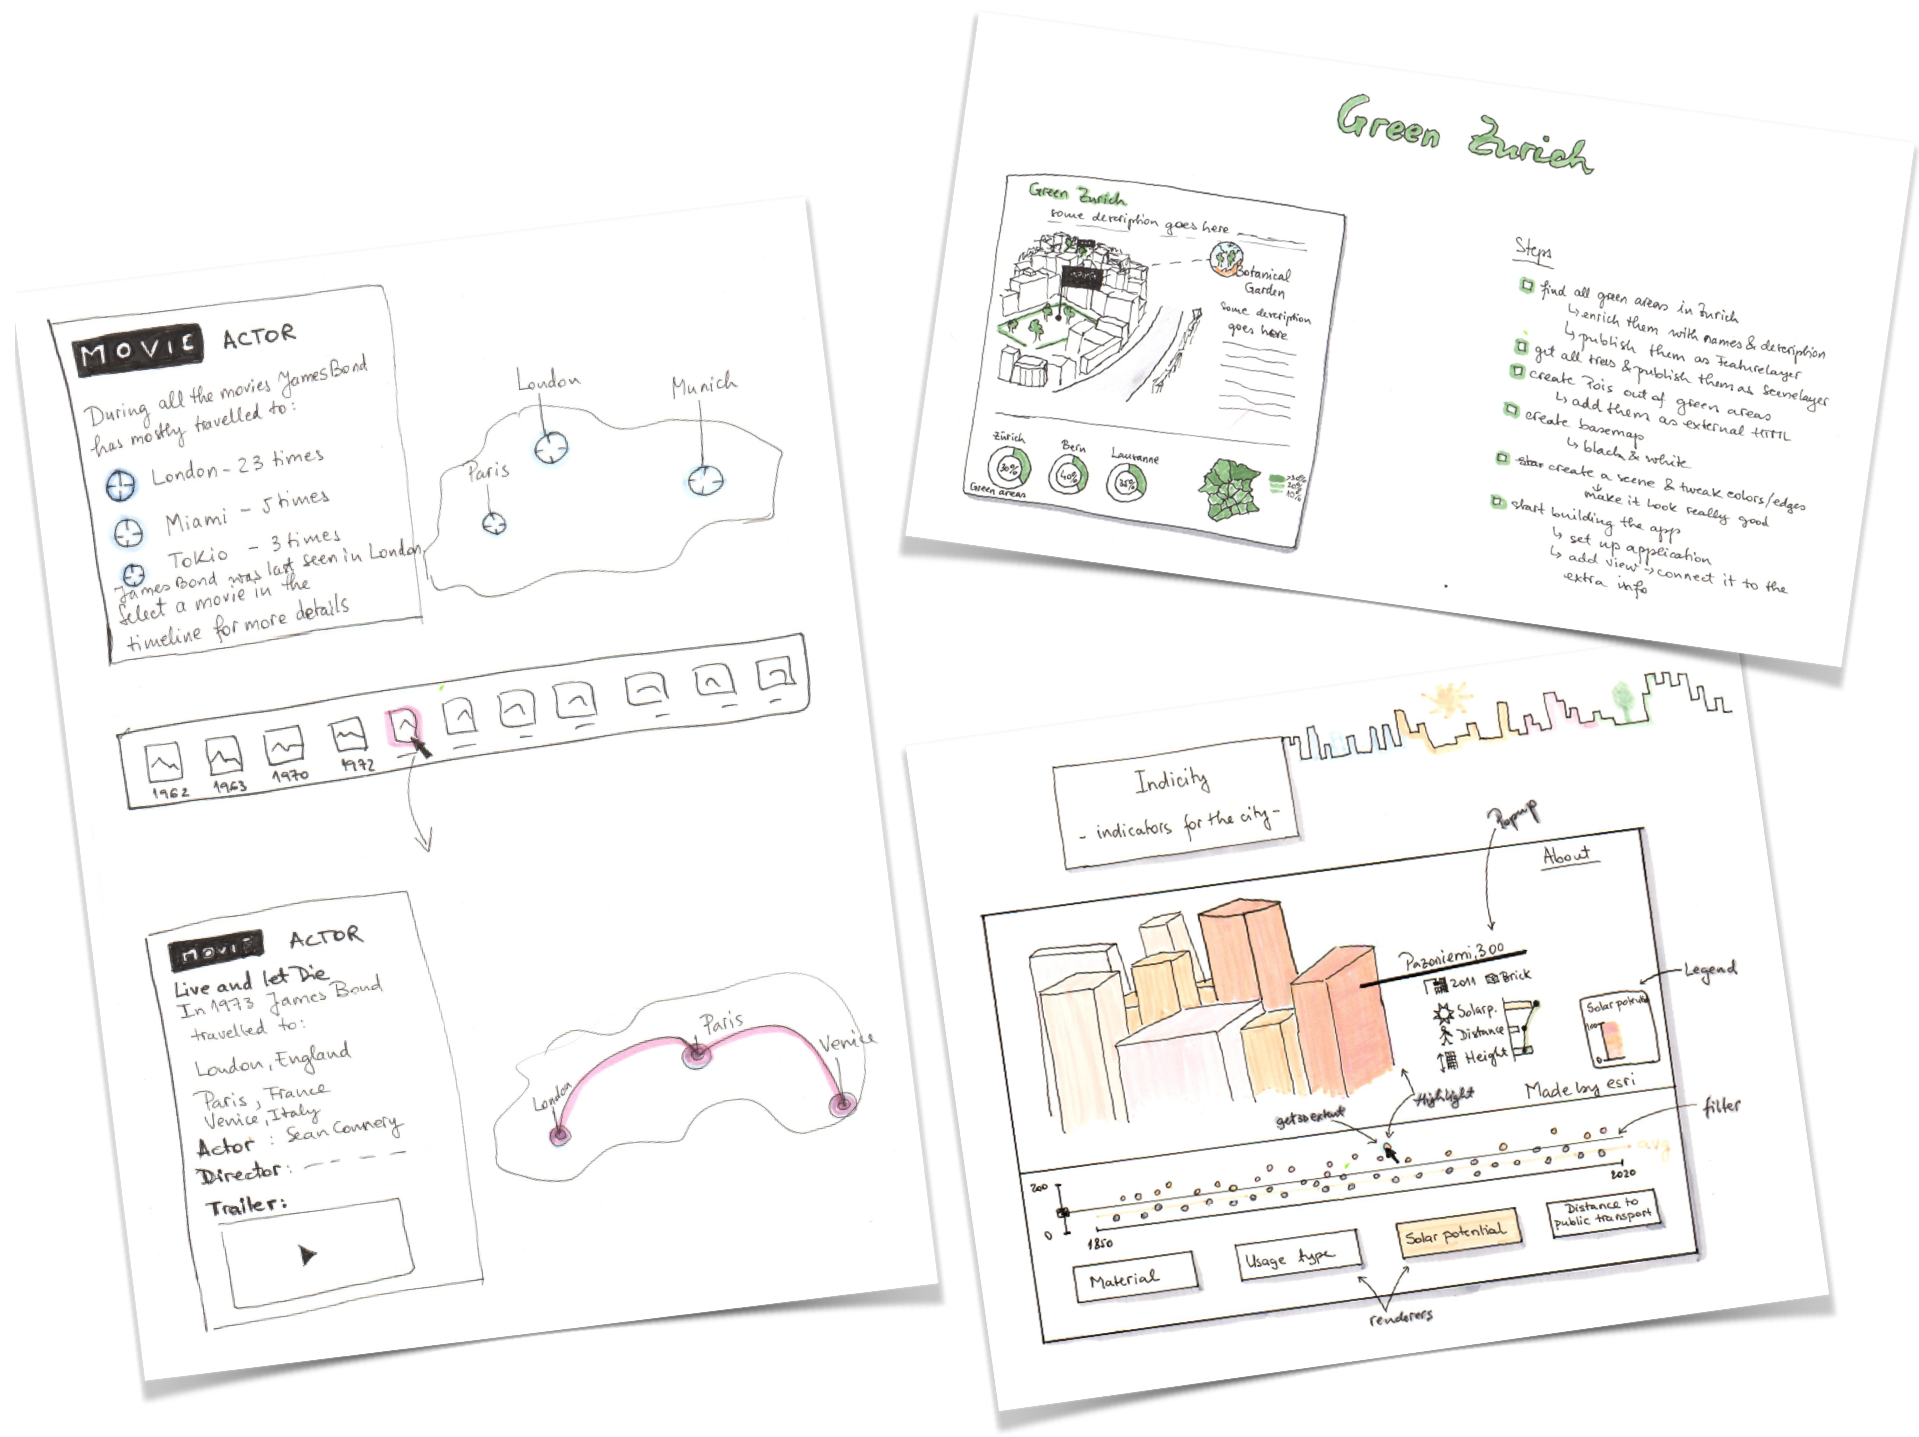 MOVIE ACTOR
During all the movies James Bond
has mostly travelled to:
London - 23 times
Miami - 5 times
Tokio - 3 times
James Bond was last seen in London
Select a movie in the
timeline for more details
London
Munich
Paris
1962
1963
1970
1972
MOVIE ACTOR
Live and let Die
In 1973 James Bond
travelled to:
London, England
Paris, France
Venice, Italy
Actor : Sean Connery
Director:
Trailer:
London
Paris
Venice
Green Zurich
Green Zurich
some description goes here
Botanical
Garden
some description
goes here
Zürich
Bern
Lausanne
30%
40%
Green areas
Steps
find all green areas in Zurich
↳ enrich them with names & description
↳ publish them as Featurelayer
get all trees & publish them as Scenelayer
create Pois out of green areas
↳ add them as external HTML
create basemap
↳ black & white
star create a scene & tweak colors/edges
make it look really good
start building the app
↳ set up application
↳ add view → connect it to the
extra info
Indicity
- indicators for the city -
Popup
About
Pazoniemi, 300
2011 Brick
Solarp.
Distance
Height
Legend
Solar potential
100
0
Made by esri
Highlight
get 3D extent
filter
avg
200
0
1850
2020
Material
Usage type
Solar potential
Distance to
public transport
renderers